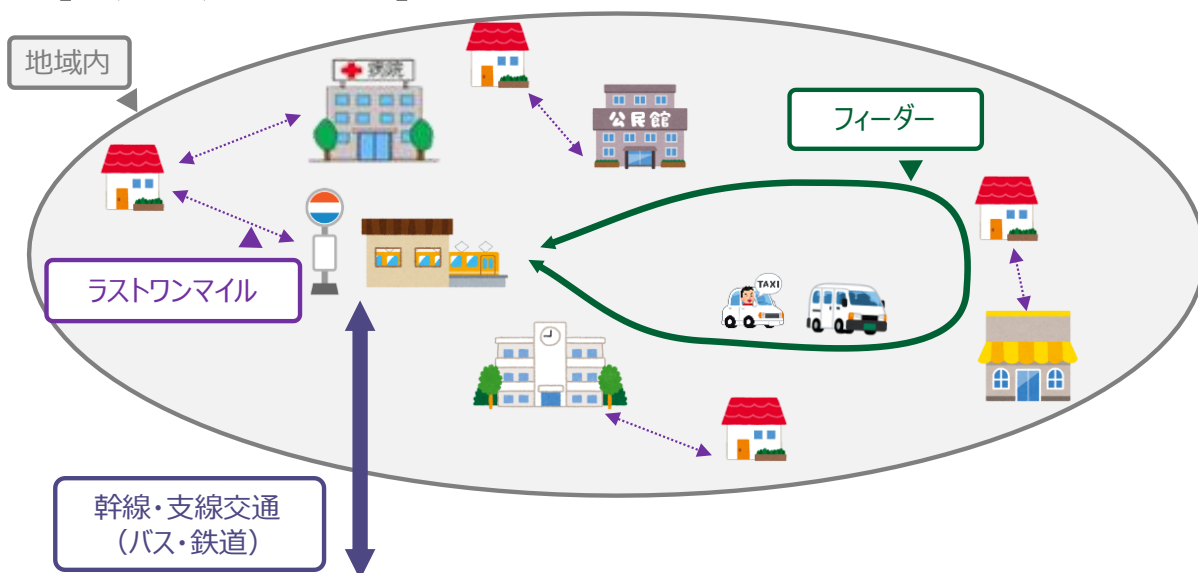 地域内
病院
公民館
フィーダー
ラストワンマイル
TAXI
幹線・支線交通
（バス・鉄道）